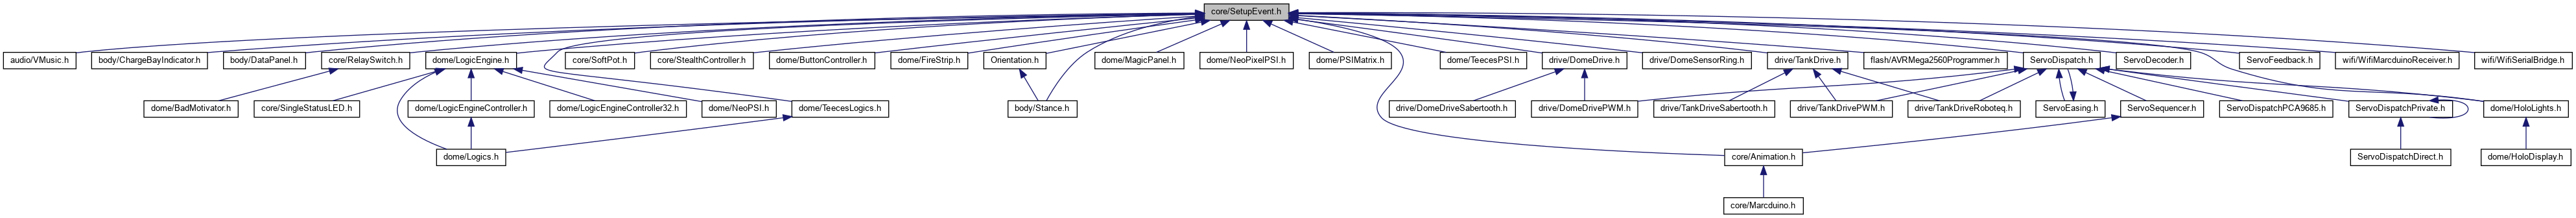 core/SetupEvent.h
audio/VMusic.h
body/ChargeBayIndicator.h
body/DataPanel.h
core/RelaySwitch.h
dome/LogicEngine.h
core/SoftPot.h
core/StealthController.h
dome/ButtonController.h
dome/FireStrip.h
Orientation.h
dome/MagicPanel.h
dome/NeoPixelPSI.h
dome/PSIMatrix.h
dome/TeecesPSI.h
drive/DomeDrive.h
drive/DomeSensorRing.h
drive/TankDrive.h
flash/AVRMega2560Programmer.h
ServoDispatch.h
ServoDecoder.h
ServoFeedback.h
wifi/WifiMarcduinoReceiver.h
wifi/WifiSerialBridge.h
dome/BadMotivator.h
core/SingleStatusLED.h
dome/LogicEngineController.h
dome/LogicEngineController32.h
dome/NeoPSI.h
dome/TeecesLogics.h
body/Stance.h
drive/DomeDriveSabertooth.h
drive/DomeDrivePWM.h
drive/TankDriveSabertooth.h
drive/TankDrivePWM.h
drive/TankDriveRoboteq.h
ServoEasing.h
ServoSequencer.h
ServoDispatchPCA9685.h
ServoDispatchPrivate.h
dome/HoloLights.h
dome/Logics.h
core/Animation.h
ServoDispatchDirect.h
dome/HoloDisplay.h
core/Marcduino.h